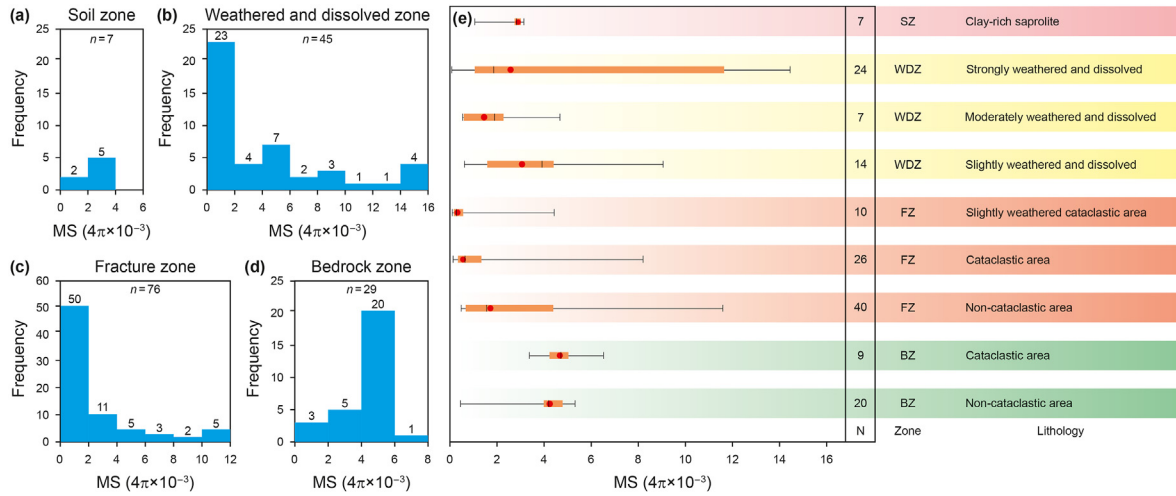 (a) Soil zone
n=7
Frequency
25
20
15
10
5
0
2
5
0 2 4 6
MS (4π×10⁻³)
(b) Weathered and dissolved zone
n=45
Frequency
25
20
15
10
5
0
23
4
7
2
3
1
1
4
0 2 4 6 8 10 12 14 16
MS (4π×10⁻³)
(c) Fracture zone
n=76
Frequency
60
50
40
30
20
10
0
50
11
5
3
2
5
0 2 4 6 8 10 12
MS (4π×10⁻³)
(d) Bedrock zone
n=29
Frequency
25
20
15
10
5
0
3
5
20
1
0 2 4 6 8
MS (4π×10⁻³)
(e)
7 SZ Clay-rich saprolite
24 WDZ Strongly weathered and dissolved
7 WDZ Moderately weathered and dissolved
14 WDZ Slightly weathered and dissolved
10 FZ Slightly weathered cataclastic area
26 FZ Cataclastic area
40 FZ Non-cataclastic area
9 BZ Cataclastic area
20 BZ Non-cataclastic area
N Zone Lithology
0 4 8 12 16
MS (4π×10⁻³)